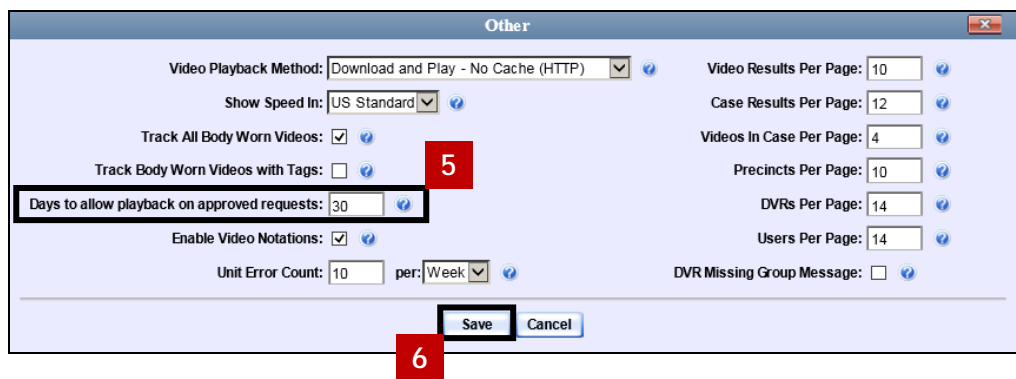 Other
Video Playback Method: Download and Play - No Cache (HTTP)
Video Results Per Page: 10
Show Speed In: US Standard
Case Results Per Page: 12
Track All Body Worn Videos:
Videos In Case Per Page: 4
Track Body Worn Videos with Tags:
5
Precincts Per Page: 10
Days to allow playback on approved requests: 30
DVRs Per Page: 14
Enable Video Notations:
Users Per Page: 14
Unit Error Count: 10 per: Week
DVR Missing Group Message:
Save Cancel
6